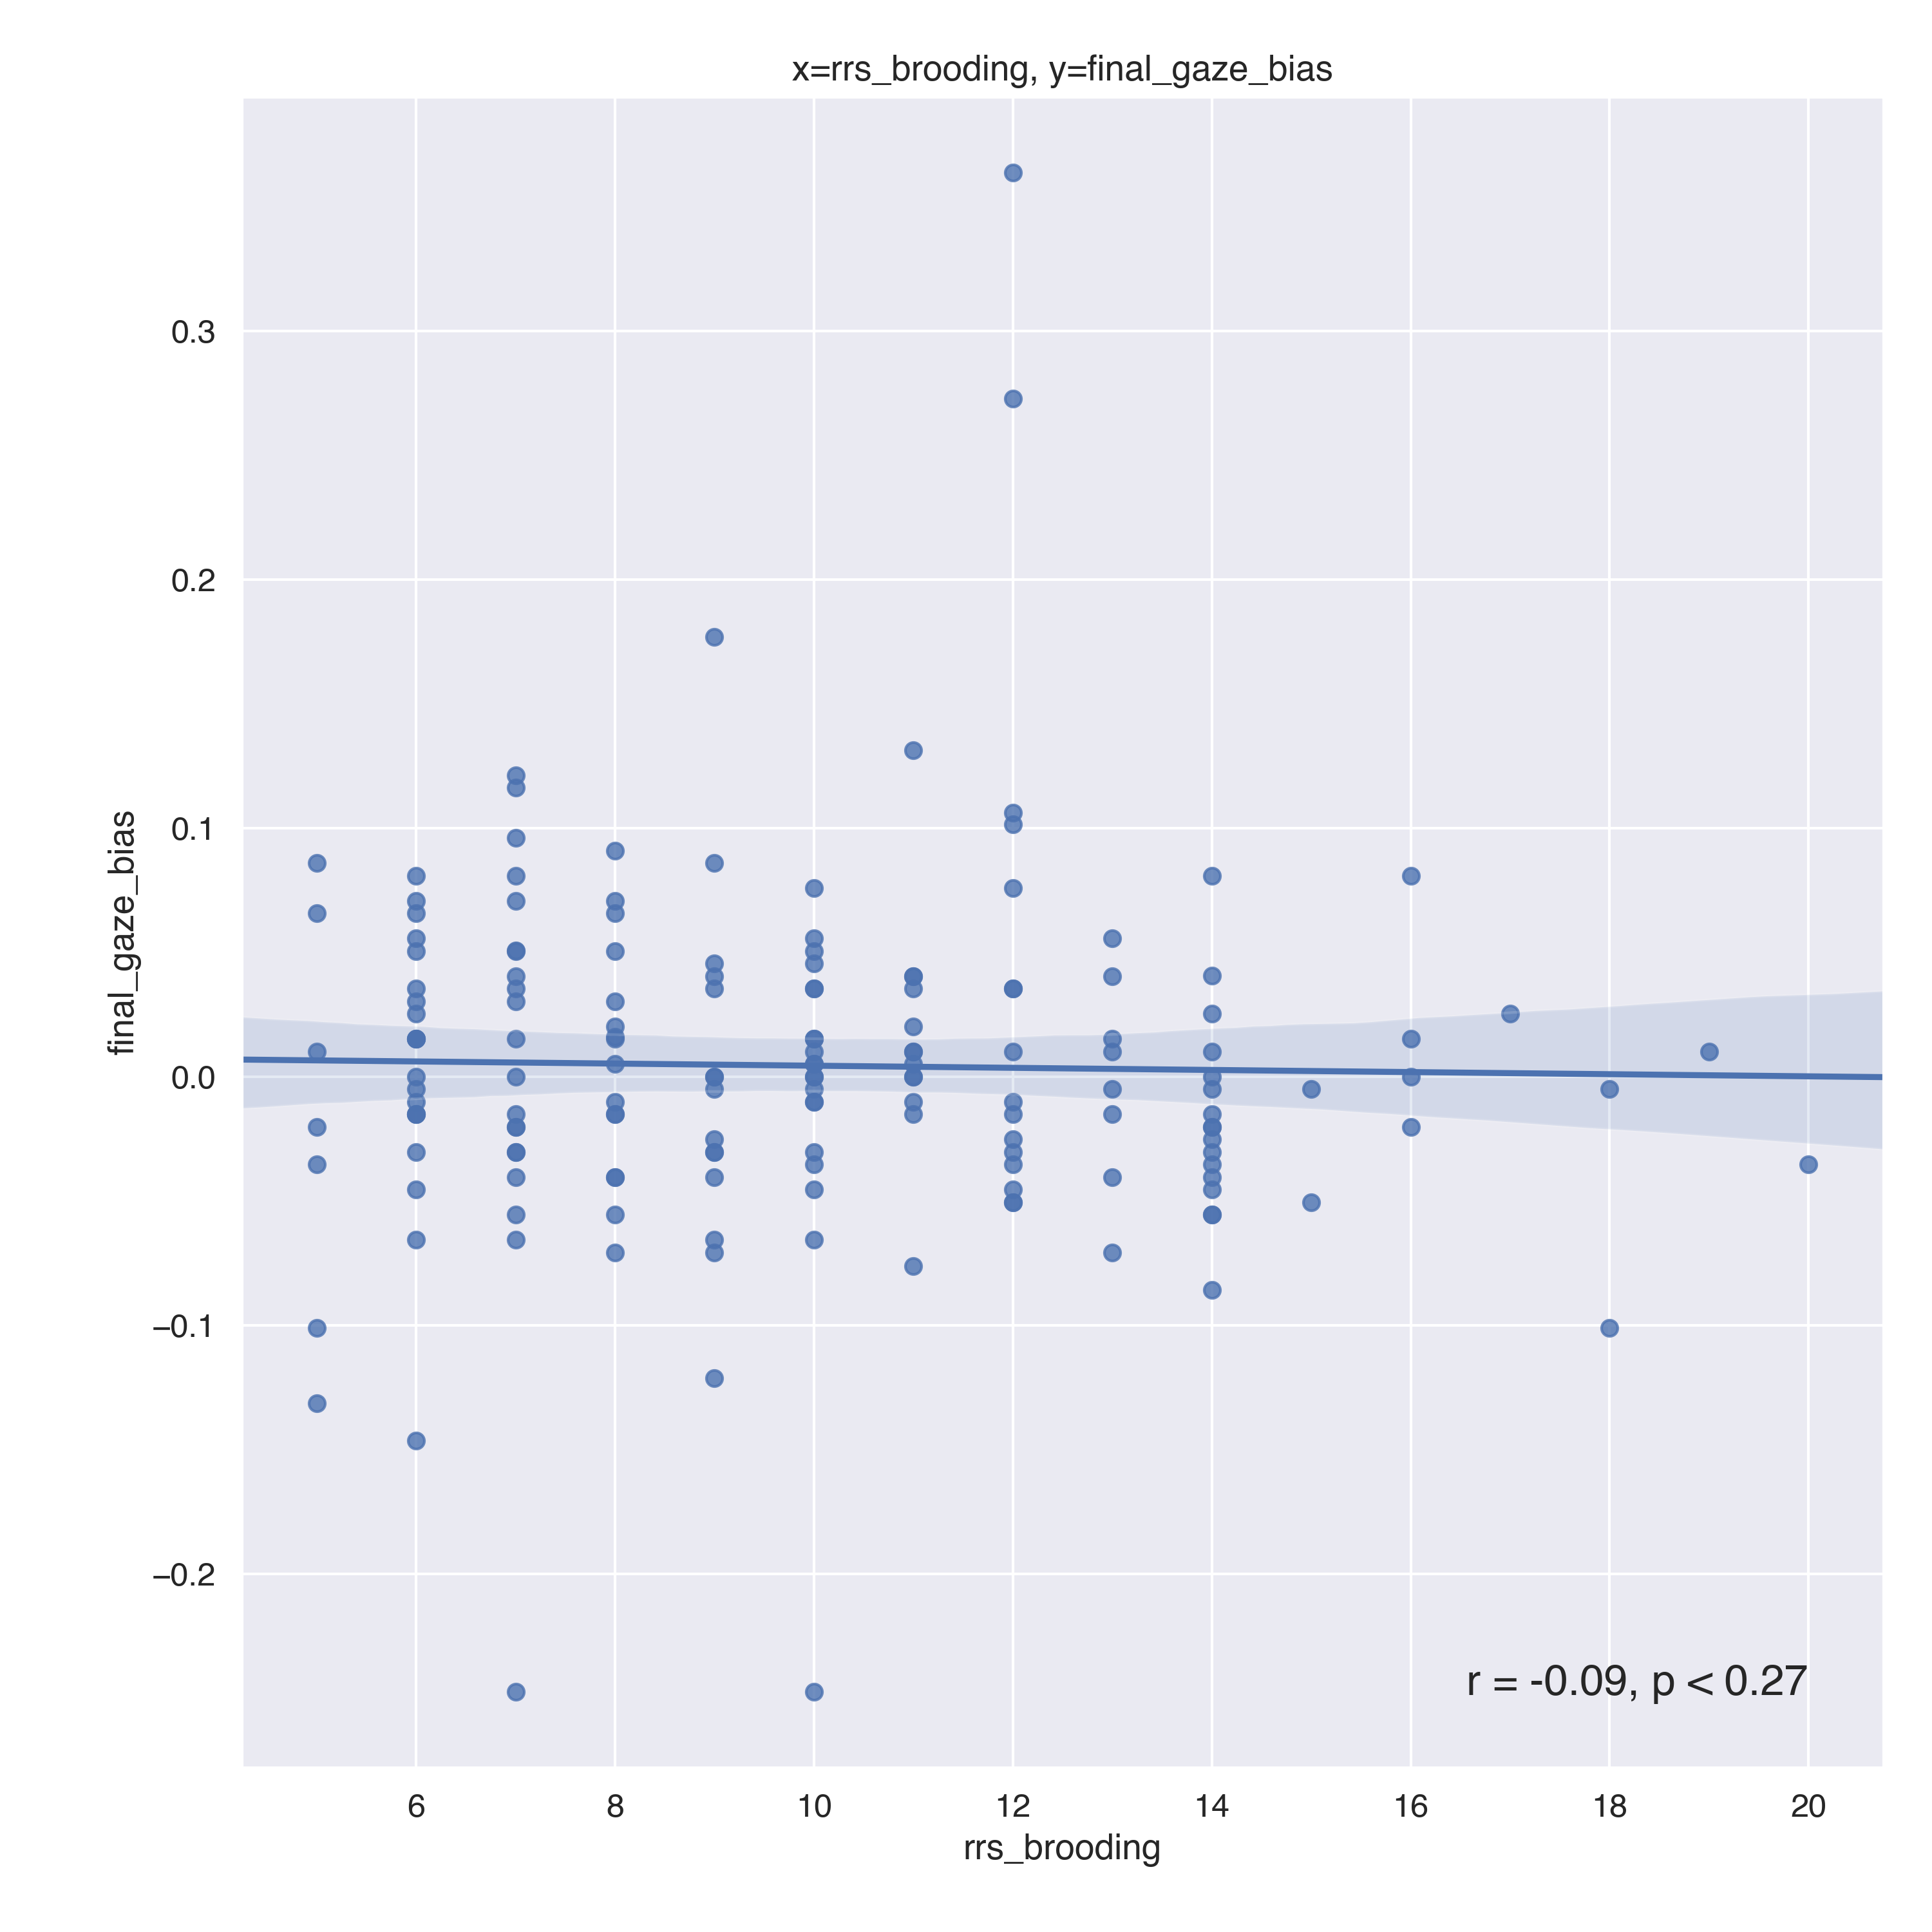 x=rrs_brooding, y=final_gaze_bias
final_gaze_bias
0.3
0.2
0.1
0.0
−0.1
−0.2
r = -0.09, p < 0.27
6 8 10 12 14 16 18 20
rrs_brooding